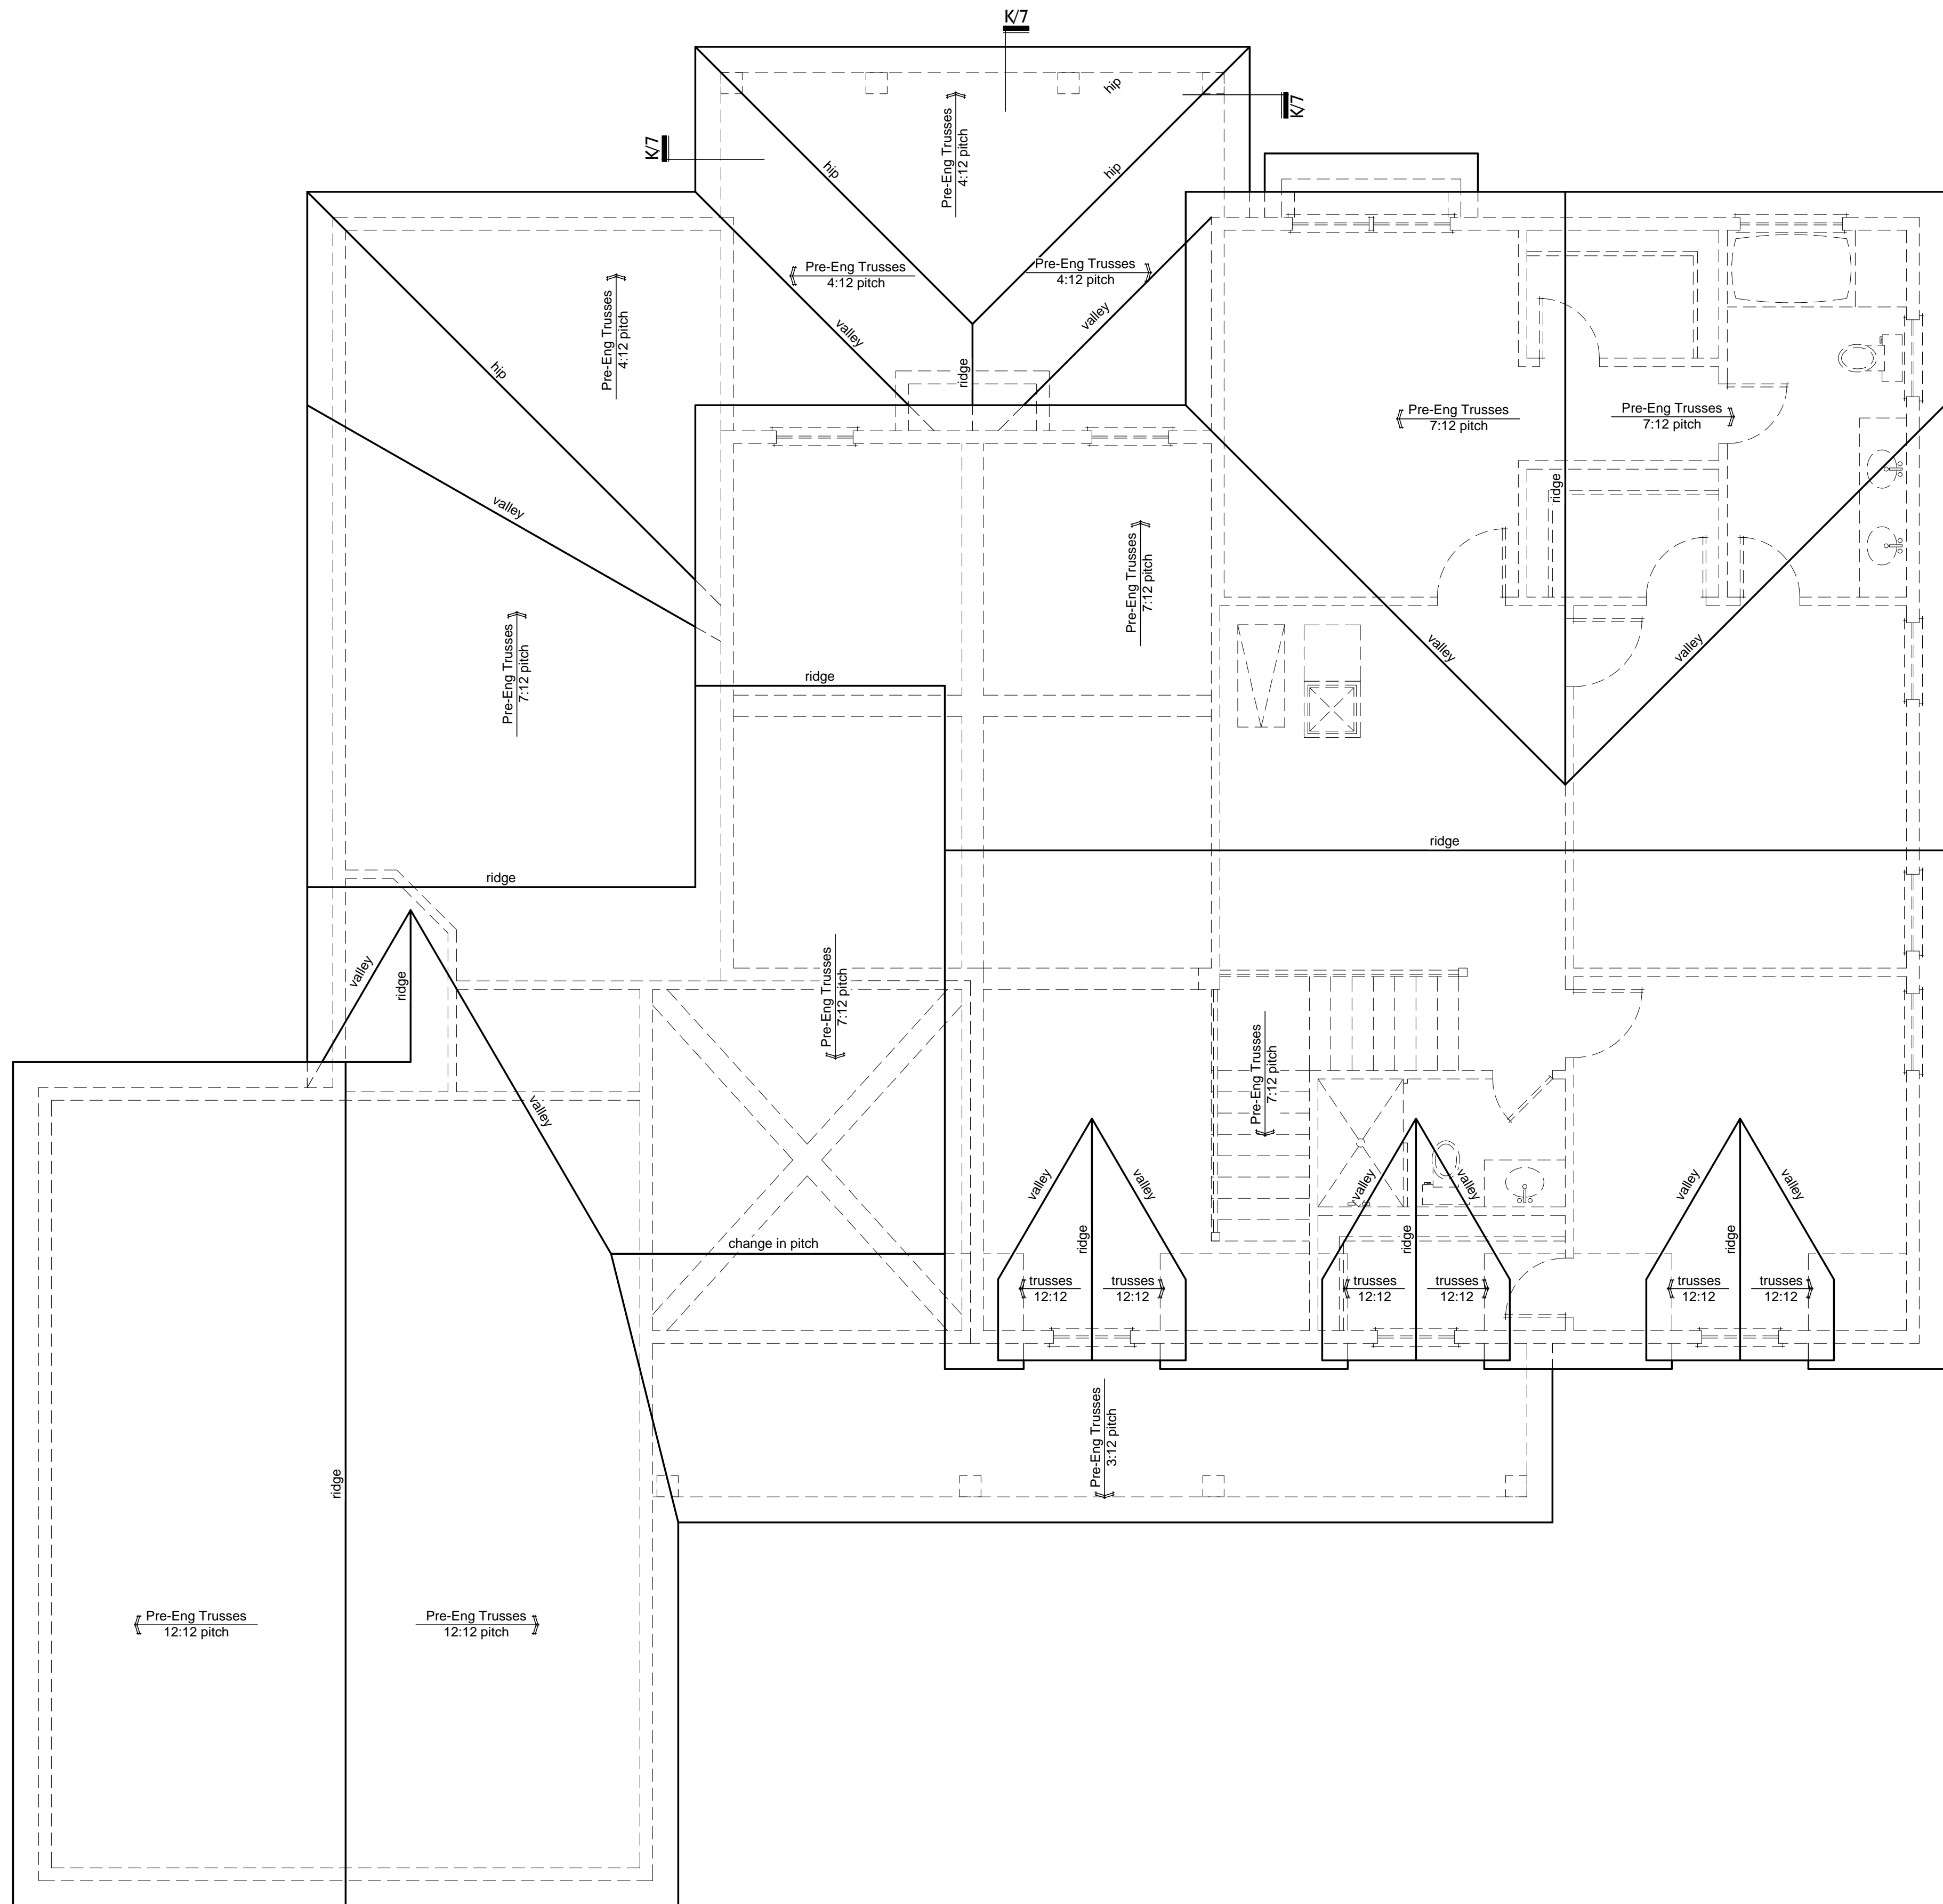 K/7
K/7
K/7
hip
hip
hip
Pre-Eng Trusses
4:12 pitch
Pre-Eng Trusses
4:12 pitch
Pre-Eng Trusses
4:12 pitch
Pre-Eng Trusses
4:12 pitch
valley
valley
ridge
hip
valley
Pre-Eng Trusses
7:12 pitch
Pre-Eng Trusses
7:12 pitch
ridge
Pre-Eng Trusses
7:12 pitch
Pre-Eng Trusses
7:12 pitch
valley
valley
ridge
ridge
ridge
valley
ridge
Pre-Eng Trusses
7:12 pitch
Pre-Eng Trusses
7:12 pitch
valley
change in pitch
valley
valley
ridge
trusses
12:12
trusses
12:12
valley
valley
ridge
trusses
12:12
trusses
12:12
valley
valley
ridge
trusses
12:12
trusses
12:12
Pre-Eng Trusses
3:12 pitch
ridge
Pre-Eng Trusses
12:12 pitch
Pre-Eng Trusses
12:12 pitch